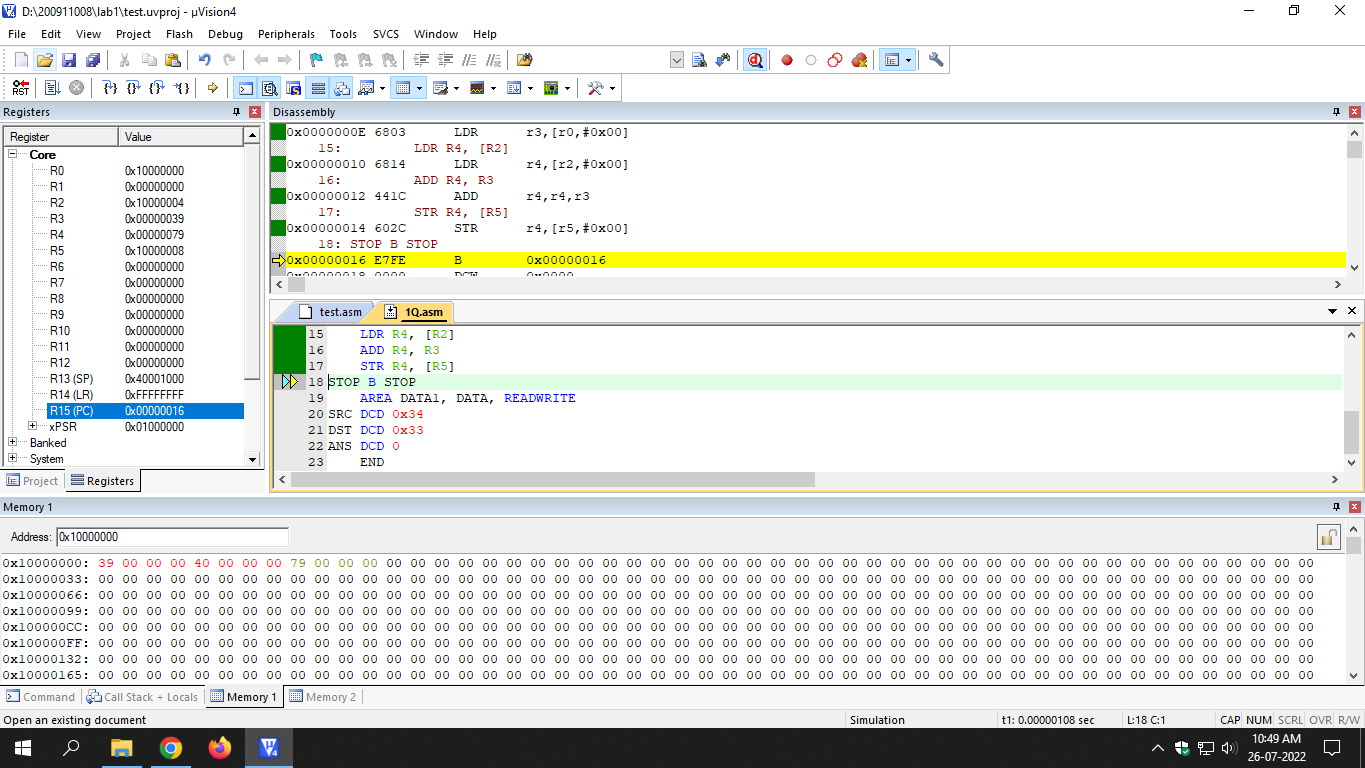 D:\200911008\lab1\test.uvproj - µVision4
File Edit View Project Flash Debug Peripherals Tools SVCS Window Help
RST
Registers
Register Value
Core
R0 0x10000000
R1 0x00000000
R2 0x10000004
R3 0x00000039
R4 0x00000079
R5 0x10000008
R6 0x00000000
R7 0x00000000
R8 0x00000000
R9 0x00000000
R10 0x00000000
R11 0x00000000
R12 0x00000000
R13 (SP) 0x40001000
R14 (LR) 0xFFFFFFFF
R15 (PC) 0x00000016
xPSR 0x01000000
Banked
System
Project Registers
Disassembly
0x0000000E 6803 LDR r3,[r0,#0x00]
15: LDR R4, [R2]
0x00000010 6814 LDR r4,[r2,#0x00]
16: ADD R4, R3
0x00000012 441C ADD r4,r4,r3
17: STR R4, [R5]
0x00000014 602C STR r4,[r5,#0x00]
18: STOP B STOP
0x00000016 E7FE B 0x00000016
0x00000018 0000 DCW 0x0000
test.asm 1Q.asm
15 LDR R4, [R2]
16 ADD R4, R3
17 STR R4, [R5]
18 STOP B STOP
19 AREA DATA1, DATA, READWRITE
20 SRC DCD 0x34
21 DST DCD 0x33
22 ANS DCD 0
23 END
Memory 1
Address: 0x10000000
0x10000000: 39 00 00 00 40 00 00 00 79 00 00 00 00 00 00 00 00 00 00 00 00 00 00 00 00 00 00 00 00 00 00 00 00 00 00 00 00 00 00 00 00 00 00 00 00 00 00 00 00 00 00
0x10000033: 00 00 00 00 00 00 00 00 00 00 00 00 00 00 00 00 00 00 00 00 00 00 00 00 00 00 00 00 00 00 00 00 00 00 00 00 00 00 00 00 00 00 00 00 00 00 00 00 00 00 00
0x10000066: 00 00 00 00 00 00 00 00 00 00 00 00 00 00 00 00 00 00 00 00 00 00 00 00 00 00 00 00 00 00 00 00 00 00 00 00 00 00 00 00 00 00 00 00 00 00 00 00 00 00 00
0x10000099: 00 00 00 00 00 00 00 00 00 00 00 00 00 00 00 00 00 00 00 00 00 00 00 00 00 00 00 00 00 00 00 00 00 00 00 00 00 00 00 00 00 00 00 00 00 00 00 00 00 00 00
0x100000CC: 00 00 00 00 00 00 00 00 00 00 00 00 00 00 00 00 00 00 00 00 00 00 00 00 00 00 00 00 00 00 00 00 00 00 00 00 00 00 00 00 00 00 00 00 00 00 00 00 00 00 00
0x100000FF: 00 00 00 00 00 00 00 00 00 00 00 00 00 00 00 00 00 00 00 00 00 00 00 00 00 00 00 00 00 00 00 00 00 00 00 00 00 00 00 00 00 00 00 00 00 00 00 00 00 00 00
0x10000132: 00 00 00 00 00 00 00 00 00 00 00 00 00 00 00 00 00 00 00 00 00 00 00 00 00 00 00 00 00 00 00 00 00 00 00 00 00 00 00 00 00 00 00 00 00 00 00 00 00 00 00
0x10000165: 00 00 00 00 00 00 00 00 00 00 00 00 00 00 00 00 00 00 00 00 00 00 00 00 00 00 00 00 00 00 00 00 00 00 00 00 00 00 00 00 00 00 00 00 00 00 00 00 00 00 00
Command Call Stack + Locals Memory 1 Memory 2
Open an existing document Simulation t1: 0.00000108 sec L:18 C:1 CAP NUM SCRL OVR R/W
10:49 AM
26-07-2022